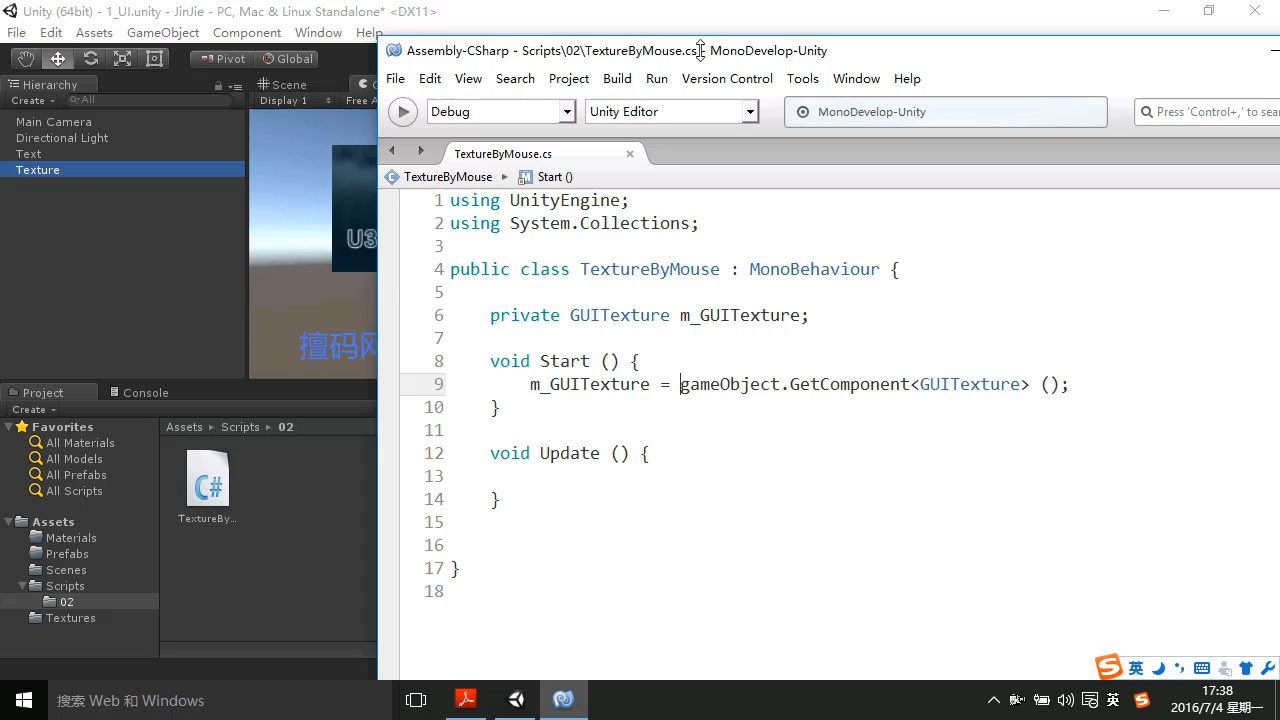 Unity (64bit) - 1_UI.unity - JinJie - PC, Mac & Linux Standalone* <DX11>
File Edit Assets GameObject Component Window Help
Pivot Global
Hierarchy
Create All
Main Camera
Directional Light
Text
Texture
Scene
Display 1 Free A
U3
擅码网
Project Console
Create
Favorites
All Materials
All Models
All Prefabs
All Scripts
Assets
Materials
Prefabs
Scenes
Scripts
02
Textures
Assets ▸ Scripts ▸ 02
C#
TextureBy...
Assembly-CSharp - Scripts\02\TextureByMouse.cs - MonoDevelop-Unity
File Edit View Search Project Build Run Version Control Tools Window Help
Debug Unity Editor MonoDevelop-Unity Press 'Control+,' to sea
TextureByMouse.cs
TextureByMouse ▸ Start ()
1 using UnityEngine;
2 using System.Collections;
3
4 public class TextureByMouse : MonoBehaviour {
5
6 private GUITexture m_GUITexture;
7
8 void Start () {
9 m_GUITexture = gameObject.GetComponent<GUITexture> ();
10 }
11
12 void Update () {
13
14 }
15
16
17 }
18
英
搜索 Web 和 Windows
英
17:38
2016/7/4 星期一